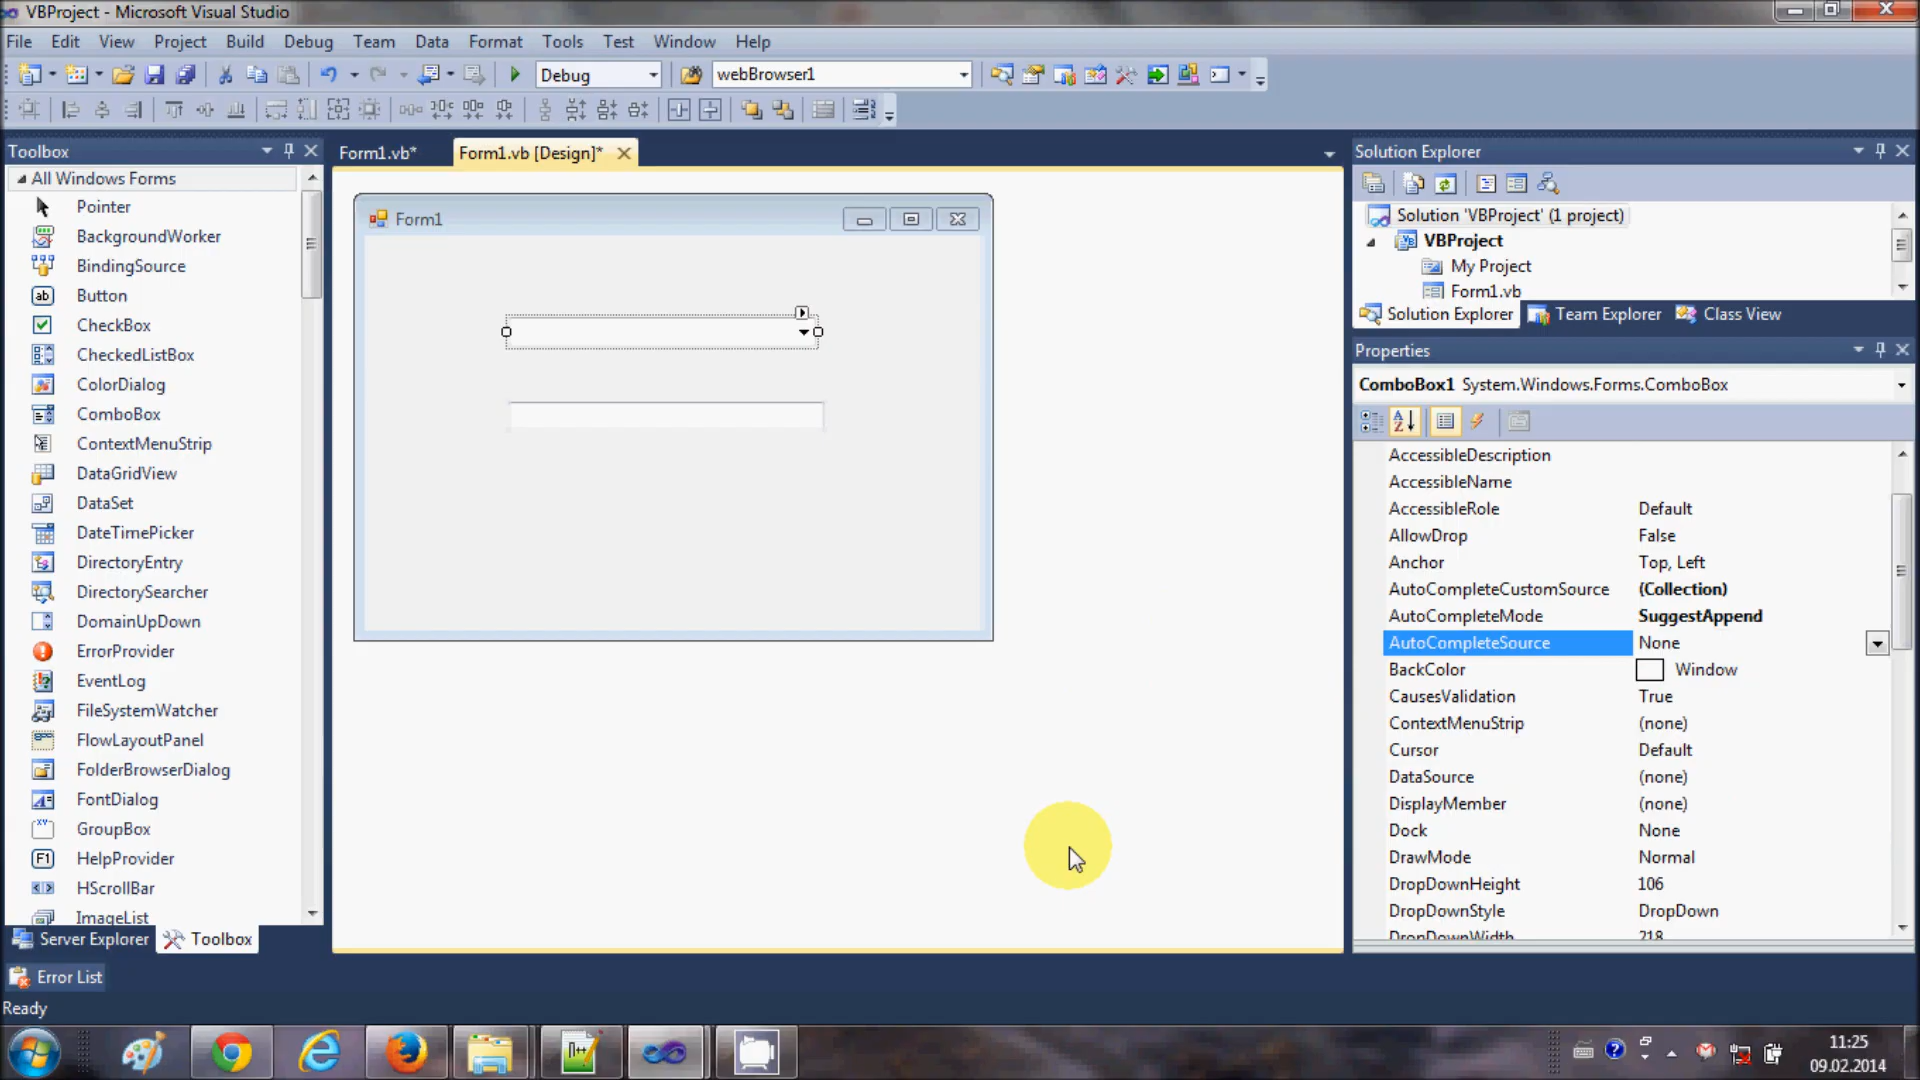 VBProject - Microsoft Visual Studio
File Edit View Project Build Debug Team Data Format Tools Test Window Help
Debug webBrowser1
Toolbox
All Windows Forms
Pointer
BackgroundWorker
BindingSource
Button
CheckBox
CheckedListBox
ColorDialog
ComboBox
ContextMenuStrip
DataGridView
DataSet
DateTimePicker
DirectoryEntry
DirectorySearcher
DomainUpDown
ErrorProvider
EventLog
FileSystemWatcher
FlowLayoutPanel
FolderBrowserDialog
FontDialog
GroupBox
HelpProvider
HScrollBar
ImageList
Server Explorer Toolbox
Form1.vb* Form1.vb [Design]*
Form1
Solution Explorer
Solution 'VBProject' (1 project)
VBProject
My Project
Form1.vb
Solution Explorer Team Explorer Class View
Properties
ComboBox1 System.Windows.Forms.ComboBox
AccessibleDescription
AccessibleName
AccessibleRole Default
AllowDrop False
Anchor Top, Left
AutoCompleteCustomSource (Collection)
AutoCompleteMode SuggestAppend
AutoCompleteSource None
BackColor Window
CausesValidation True
ContextMenuStrip (none)
Cursor Default
DataSource (none)
DisplayMember (none)
Dock None
DrawMode Normal
DropDownHeight 106
DropDownStyle DropDown
DropDownWidth 218
Error List
Ready
11:25
09.02.2014